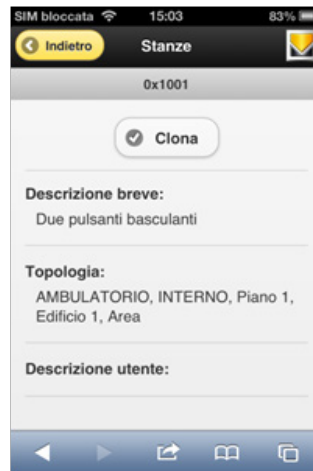 SIM bloccata 15:03 83%
Indietro Stanze
0x1001
Clona
Descrizione breve:
Due pulsanti basculanti
Topologia:
AMBULATORIO, INTERNO, Piano 1,
Edificio 1, Area
Descrizione utente: